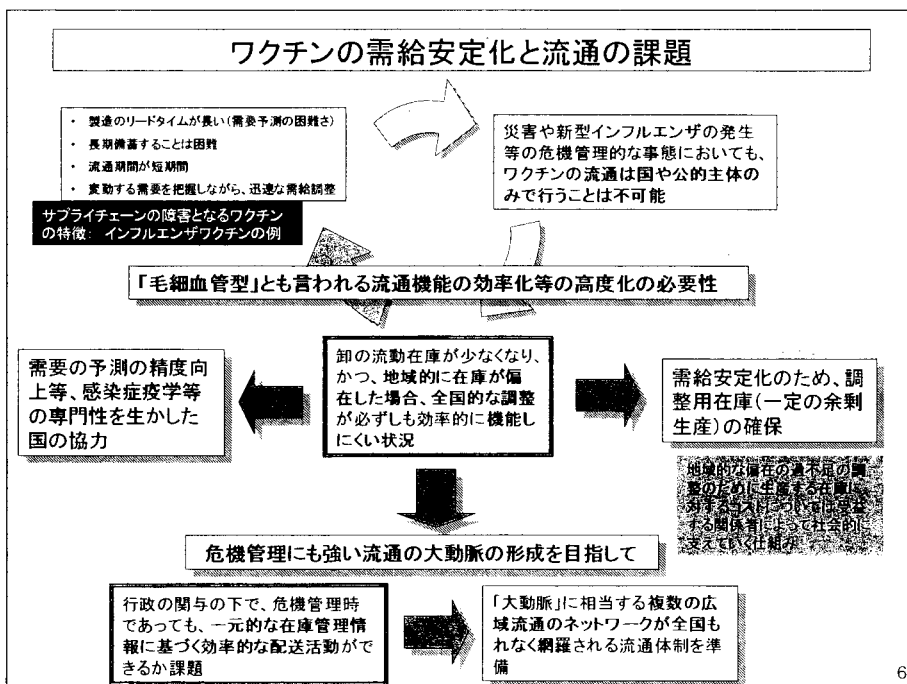 ワクチンの需給安定化と流通の課題
・ 製造のリードタイムが長い(需要予測の困難さ)
・ 長期備蓄することは困難
・ 流通期間が短期間
・ 変動する需要を把握しながら、迅速な需給調整
サプライチェーンの障害となるワクチン
の特徴: インフルエンザワクチンの例
災害や新型インフルエンザの発生
等の危機管理的な事態においても、
ワクチンの流通は国や公的主体の
みで行うことは不可能
「毛細血管型」とも言われる流通機能の効率化等の高度化の必要性
需要の予測の精度向
上等、感染症疫学等
の専門性を生かした
国の協力
卸の流動在庫が少なくなり、
かつ、地域的に在庫が偏
在した場合、全国的な調整
が必ずしも効率的に機能し
にくい状況
需給安定化のため、調
整用在庫(一定の余剰
生産)の確保
地域的な偏在の過不足の調
整のために生産する在庫に
対するコストについては受益
する関係者によって社会的に
支えていく仕組み
危機管理にも強い流通の大動脈の形成を目指して
行政の関与の下で、危機管理時
であっても、一元的な在庫管理情
報に基づく効率的な配送活動がで
きるか課題
「大動脈」に相当する複数の広
域流通のネットワークが全国も
れなく網羅される流通体制を準
備
6